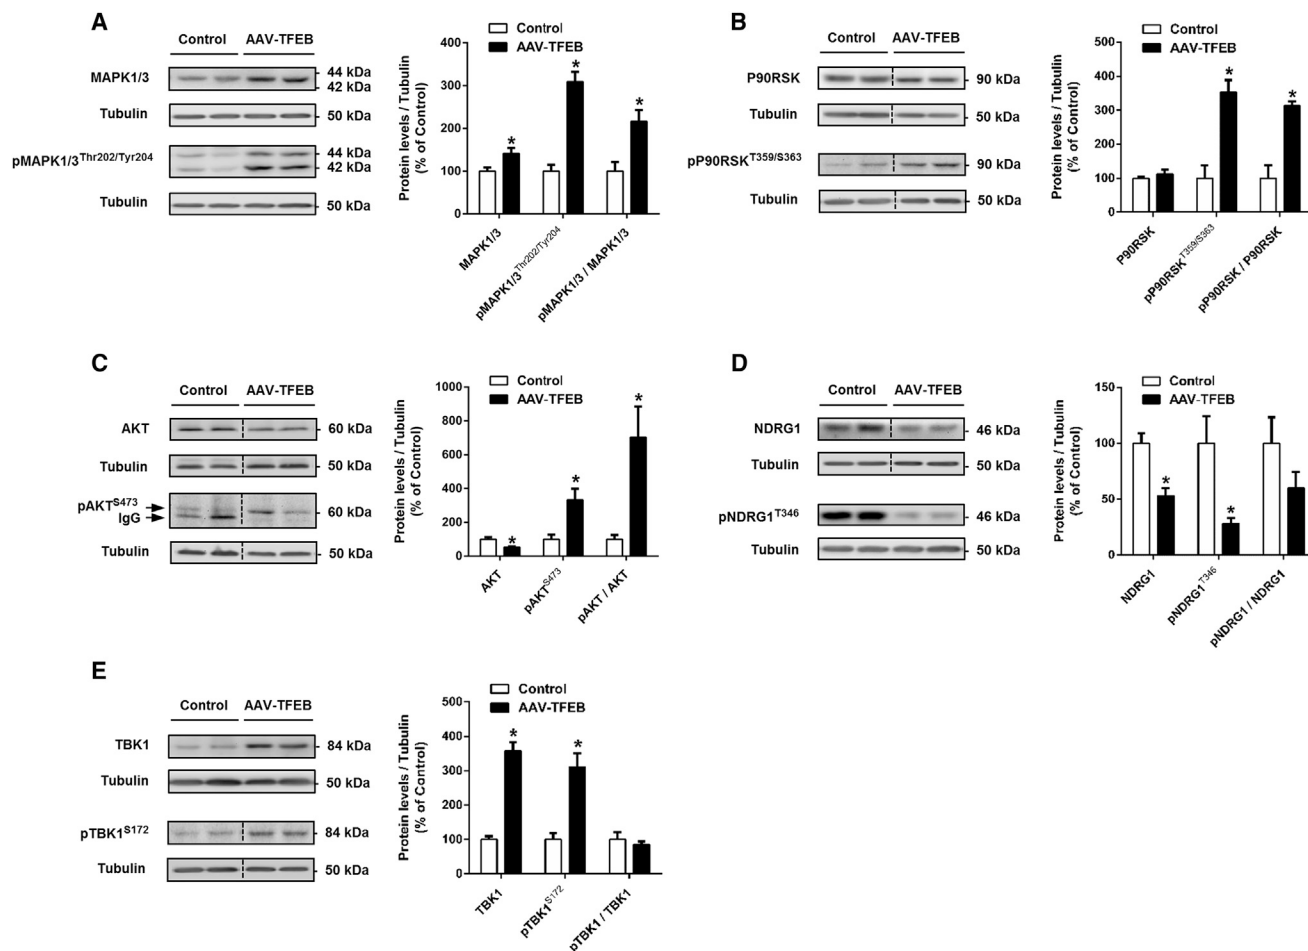 A
Control AAV-TFEB
MAPK1/3
44 kDa
42 kDa
Tubulin
50 kDa
pMAPK1/3Thr202/Tyr204
44 kDa
42 kDa
Tubulin
50 kDa
Control
AAV-TFEB
Protein levels / Tubulin
(% of Control)
400
300
200
100
0
* * *
MAPK1/3
pMAPK1/3Thr202/Tyr204
pMAPK1/3 / MAPK1/3
B
Control AAV-TFEB
P90RSK
90 kDa
Tubulin
50 kDa
pP90RSKT359/S363
90 kDa
Tubulin
50 kDa
Control
AAV-TFEB
Protein levels / Tubulin
(% of Control)
500
400
300
200
100
0
* *
P90RSK
pP90RSKT359/S363
pP90RSK / P90RSK
C
Control AAV-TFEB
AKT
60 kDa
Tubulin
50 kDa
pAKTS473
IgG
60 kDa
Tubulin
50 kDa
Control
AAV-TFEB
Protein levels / Tubulin
(% of Control)
1000
800
600
400
200
0
* * *
AKT
pAKTS473
pAKT / AKT
D
Control AAV-TFEB
NDRG1
46 kDa
Tubulin
50 kDa
pNDRG1T346
46 kDa
Tubulin
50 kDa
Control
AAV-TFEB
Protein levels / Tubulin
(% of Control)
150
100
50
0
* *
NDRG1
pNDRG1T346
pNDRG1 / NDRG1
E
Control AAV-TFEB
TBK1
84 kDa
Tubulin
50 kDa
pTBK1S172
84 kDa
Tubulin
50 kDa
Control
AAV-TFEB
Protein levels / Tubulin
(% of Control)
500
400
300
200
100
0
* *
TBK1
pTBK1S172
pTBK1 / TBK1